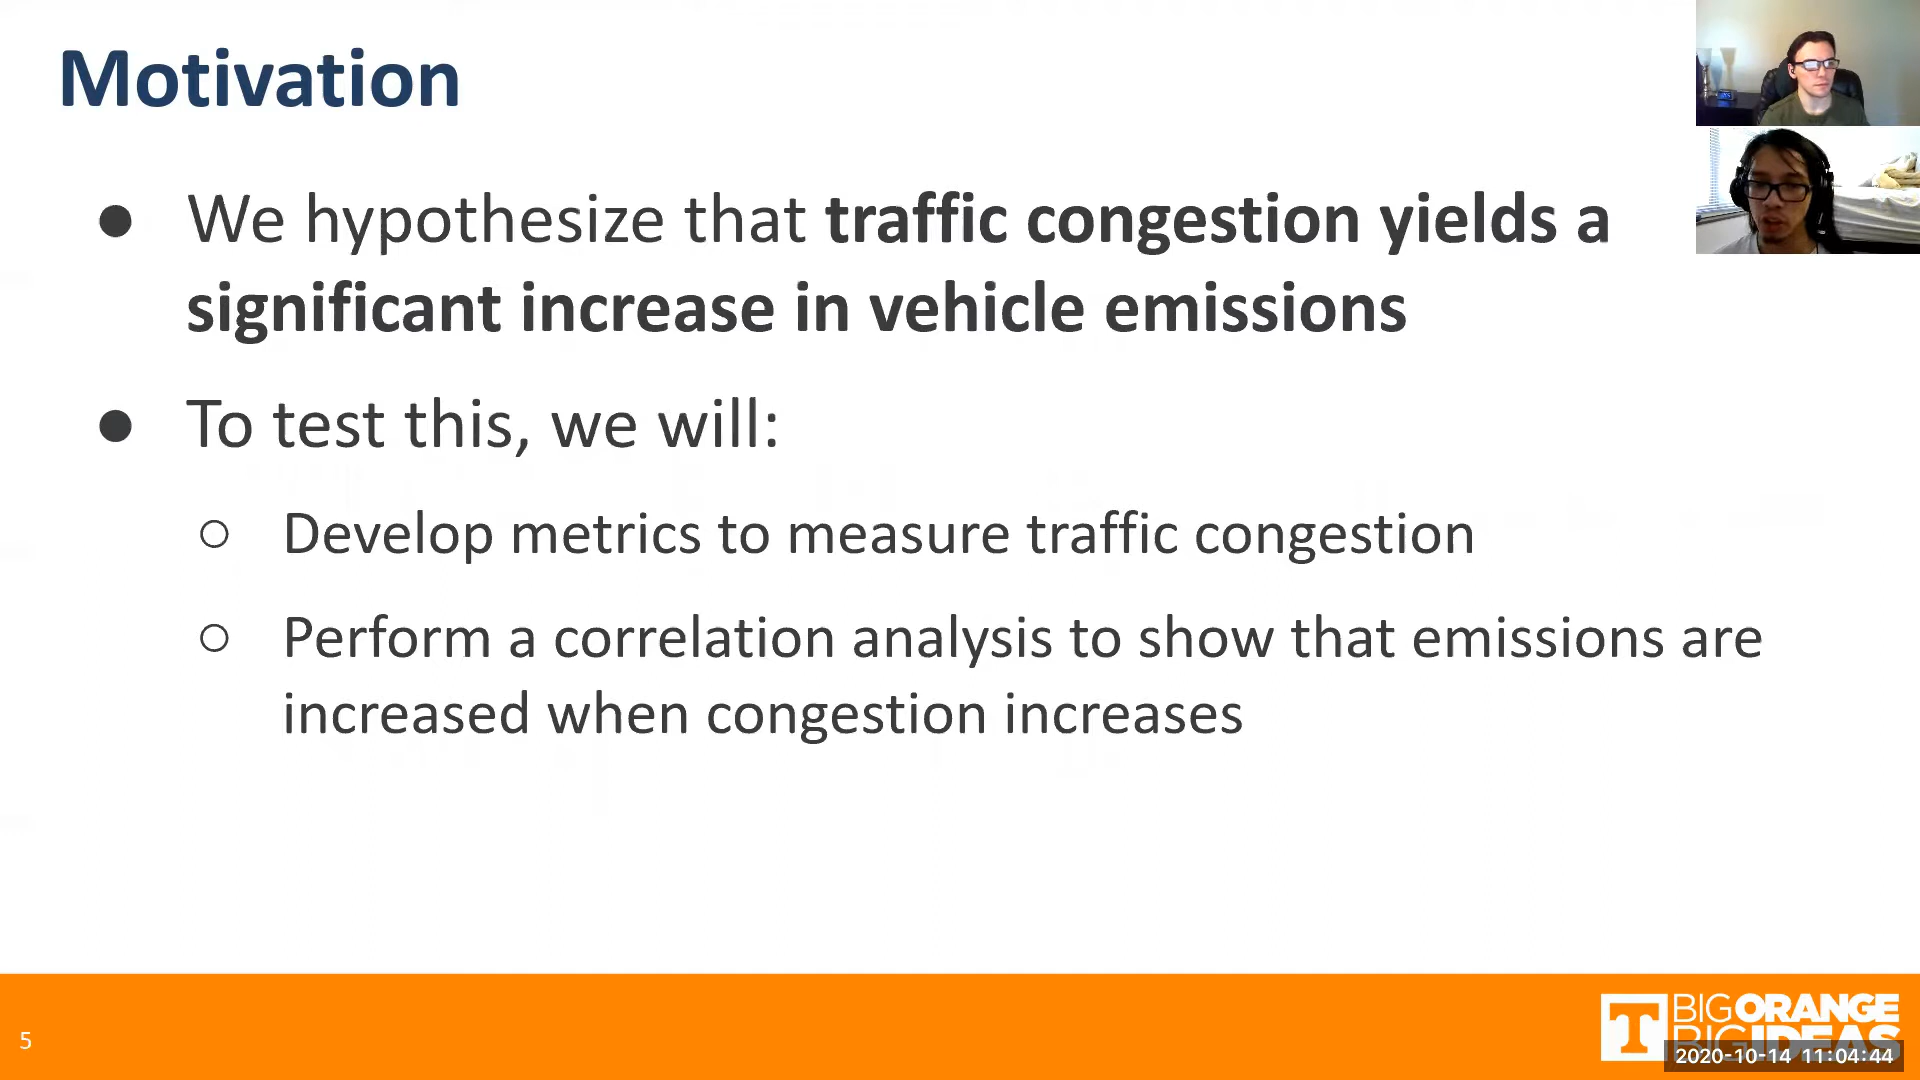 Motivation
● We hypothesize that traffic congestion yields a
significant increase in vehicle emissions
● To test this, we will:
○ Develop metrics to measure traffic congestion
○ Perform a correlation analysis to show that emissions are
increased when congestion increases
5
T
BIG ORANGE
BIG IDEAS
2020-10-14 11:04:44